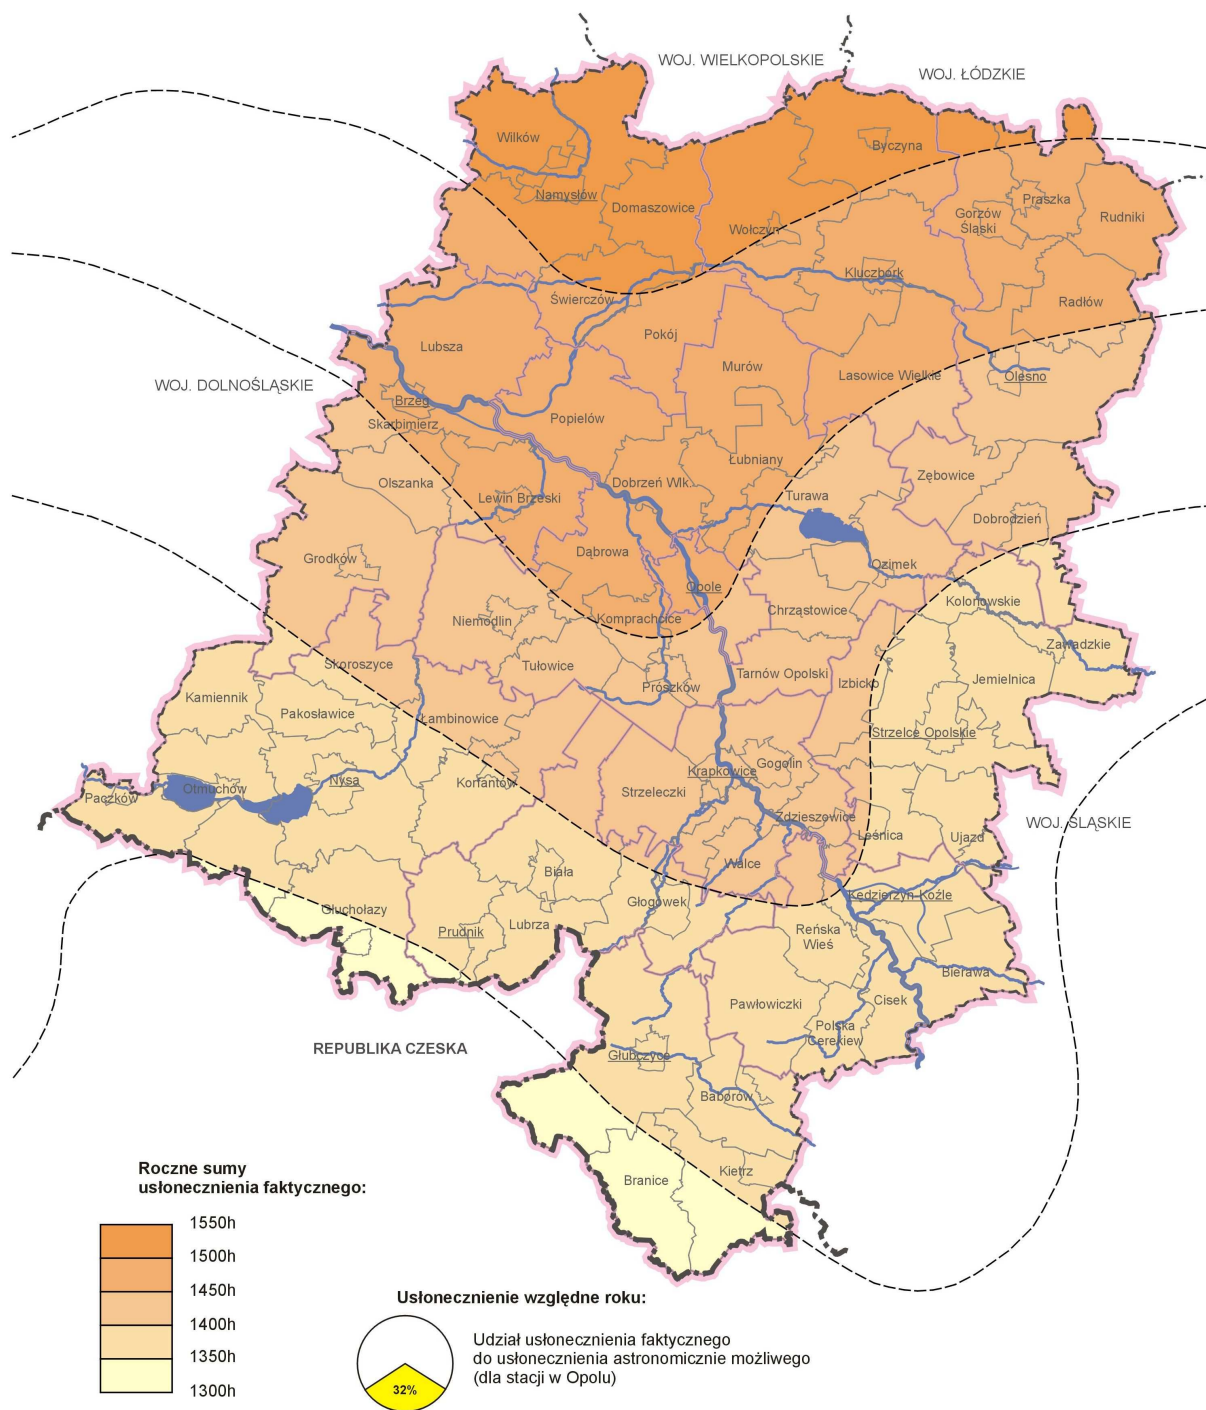 WOJ. WIELKOPOLSKIE
WOJ. ŁÓDZKIE
Wilków
Byczyna
Namysłów
Domaszowice
Praszka
Gorzów
Śląski
Rudniki
Wołczyn
Kluczbork
Świerczów
Radłów
Pokój
Lubsza
Murów
Lasowice Wielkie
Olesno
WOJ. DOLNOŚLĄSKIE
Brzeg
Skarbimierz
Popielów
Łubniany
Zębowice
Olszanka
Dobrzeń Wlk.
Lewin Brzeski
Turawa
Dobrodzień
Grodków
Dąbrowa
Ozimek
Opole
Kolonowskie
Niemodlin
Komprachcice
Chrząstowice
Zawadzkie
Skoroszyce
Tułowice
Prószków
Tarnów Opolski
Izbicko
Jemielnica
Kamiennik
Pakosławice
Łambinowice
Strzelce Opolskie
Gogolin
Krapkowice
Nysa
Korfantów
Otmuchów
Strzeleczki
Paczków
Zdzieszowice
WOJ. ŚLĄSKIE
Leśnica
Ujazd
Walce
Biała
Głogówek
Kędzierzyn-Koźle
Głuchołazy
Lubrza
Prudnik
Reńska
Wieś
Bierawa
Pawłowiczki
Cisek
Polska
Cerekiew
REPUBLIKA CZESKA
Głubczyce
Baborów
Kietrz
Branice
Roczne sumy
usłonecznienia faktycznego:
1550h
1500h
1450h
1400h
1350h
1300h
Usłonecznienie względne roku:
Udział usłonecznienia faktycznego
do usłonecznienia astronomicznie możliwego
(dla stacji w Opolu)
32%